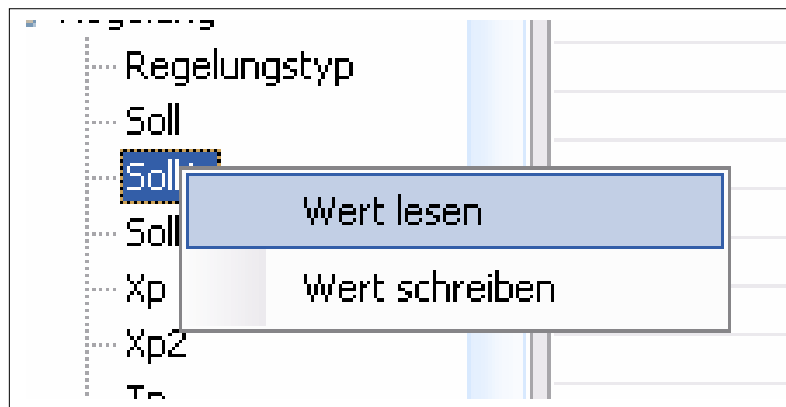 Regelungstyp
Soll
Soll
Wert lesen
Soll
Wert schreiben
Xp
Xp2